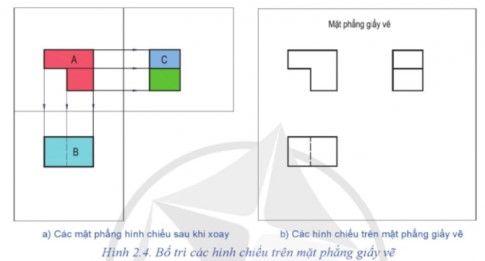 Mặt phẳng giấy vẽ
A
C
B
a) Các mặt phẳng hình chiếu sau khi xoay
b) Các hình chiếu trên mặt phẳng giấy vẽ
Hình 2.4. Bố trí các hình chiếu trên mặt phẳng giấy vẽ